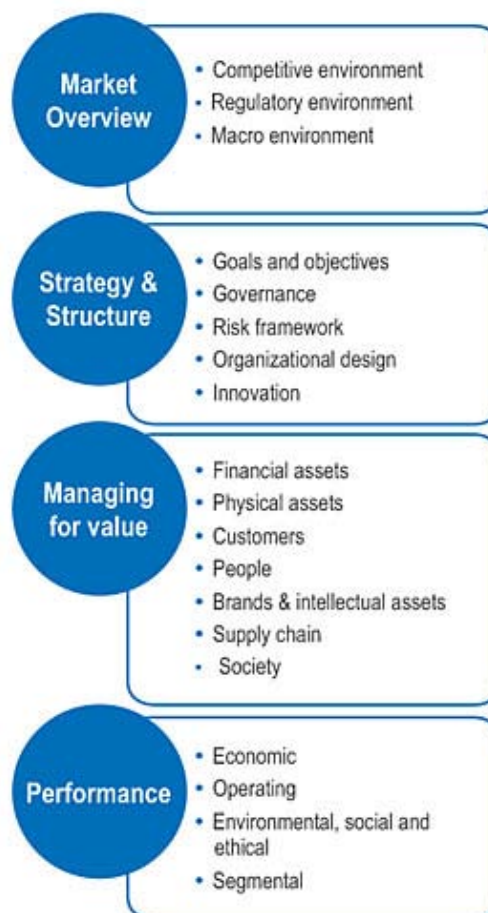 Market
Overview
• Competitive environment
• Regulatory environment
• Macro environment
Strategy &
Structure
• Goals and objectives
• Governance
• Risk framework
• Organizational design
• Innovation
Managing
for value
• Financial assets
• Physical assets
• Customers
• People
• Brands & intellectual assets
• Supply chain
• Society
Performance
• Economic
• Operating
• Environmental, social and
ethical
• Segmental